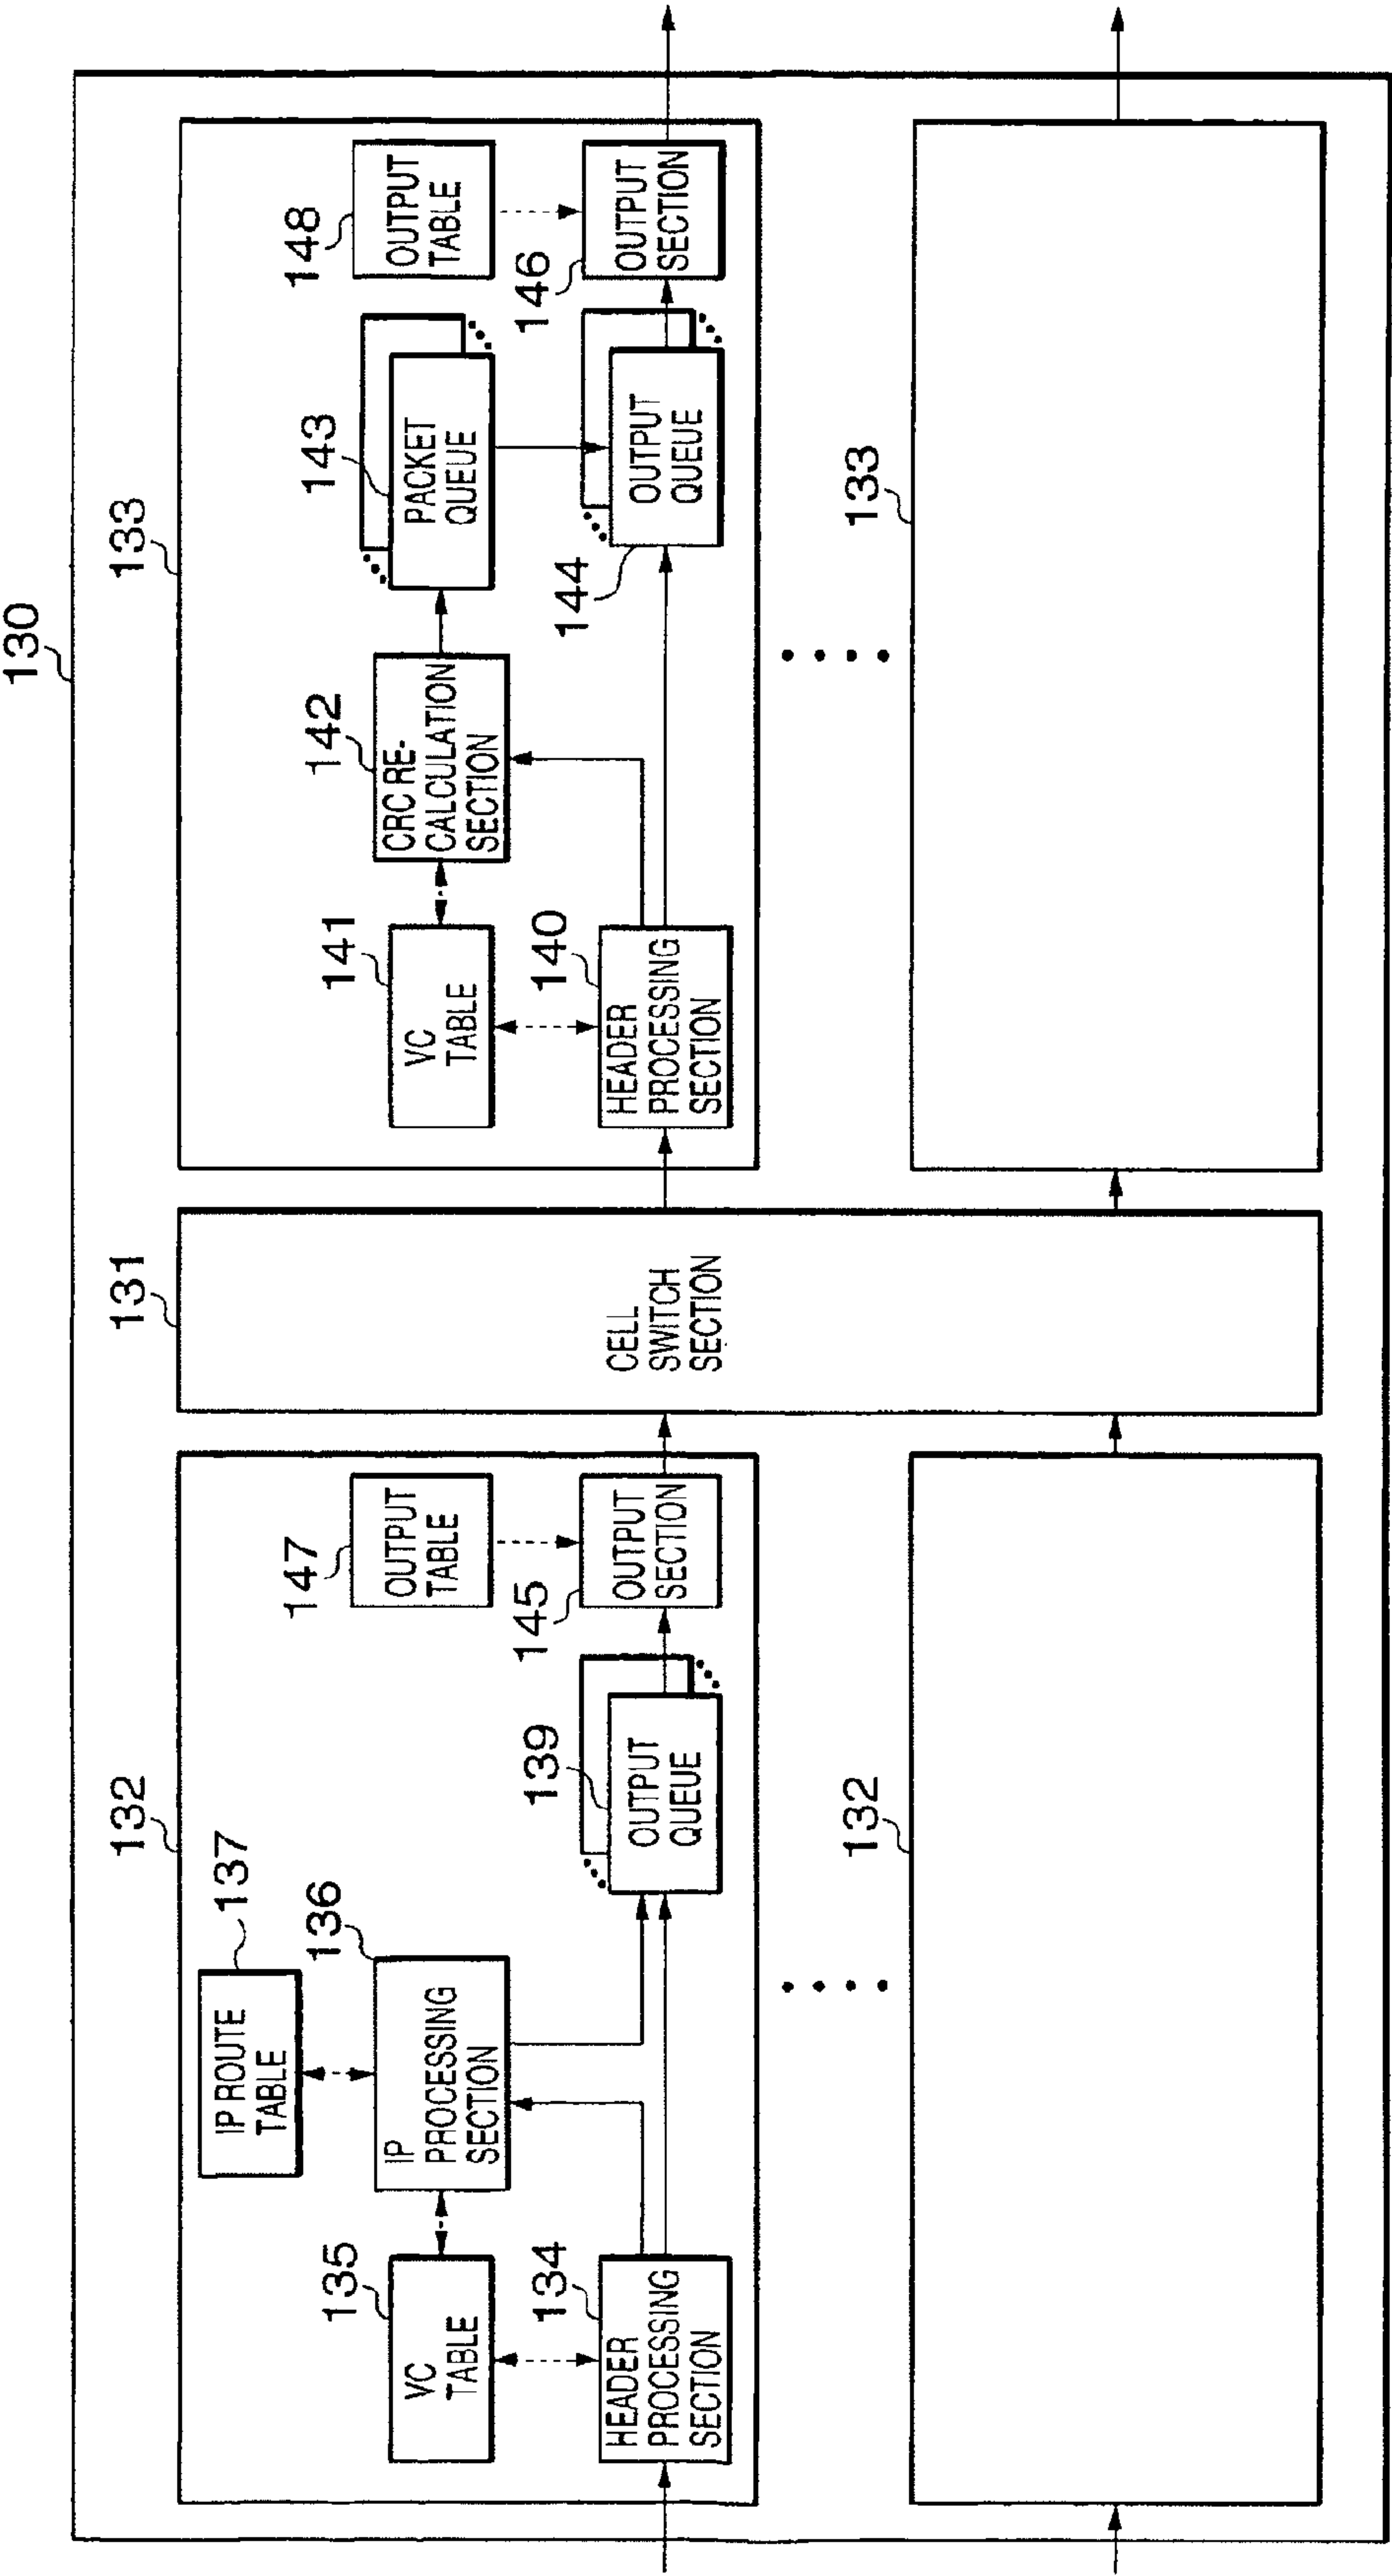 130
132
137
IP ROUTE
TABLE
135
VC
TABLE
136
IP
PROCESSING
SECTION
134
HEADER
PROCESSING
SECTION
139
OUTPUT
QUEUE
147
OUTPUT
TABLE
145
OUTPUT
SECTION
132
131
CELL
SWITCH
SECTION
133
141
VC
TABLE
142
CRC RE-
CALCULATION
SECTION
143
PACKET
QUEUE
148
OUTPUT
TABLE
140
HEADER
PROCESSING
SECTION
144
OUTPUT
QUEUE
146
OUTPUT
SECTION
133